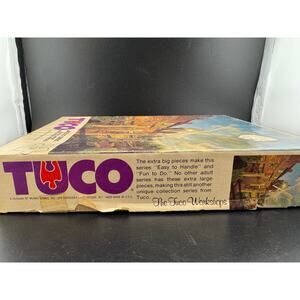 TUCO
TUCO
The extra big pieces make this
series "Easy to Handle" and
"Fun to Do." No other adult
series has these extra large
pieces, making this still another
unique collection series from
Tuco.
The Tuco Workshops